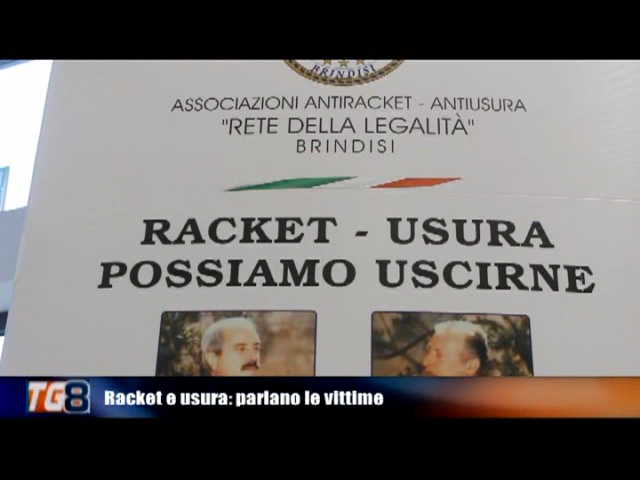 BRINDISI
ASSOCIAZIONI ANTIRACKET - ANTIUSURA
"RETE DELLA LEGALITÀ"
BRINDISI
RACKET - USURA
POSSIAMO USCIRNE
TG8 Racket e usura: parlano le vittime